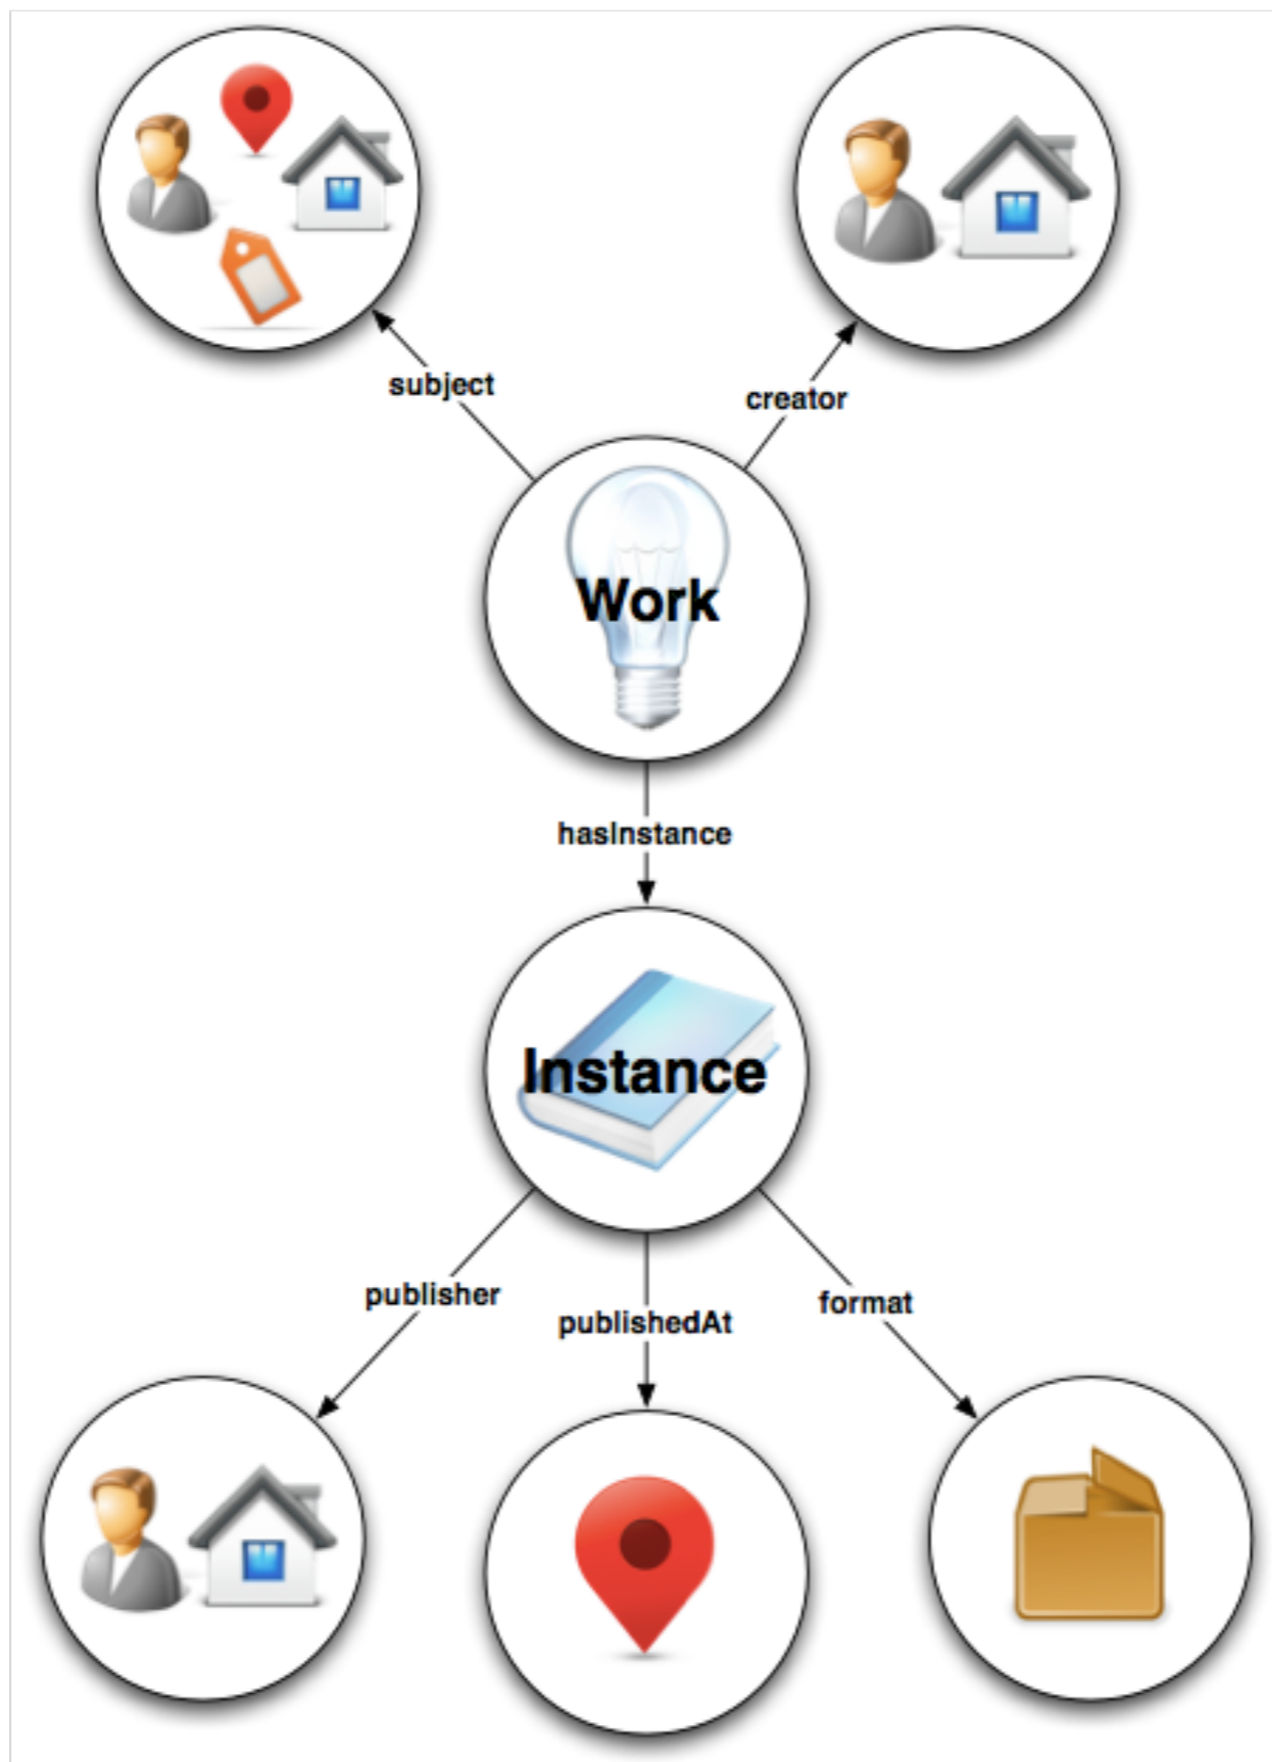 subject
creator
Work
hasInstance
Instance
publisher
publishedAt
format